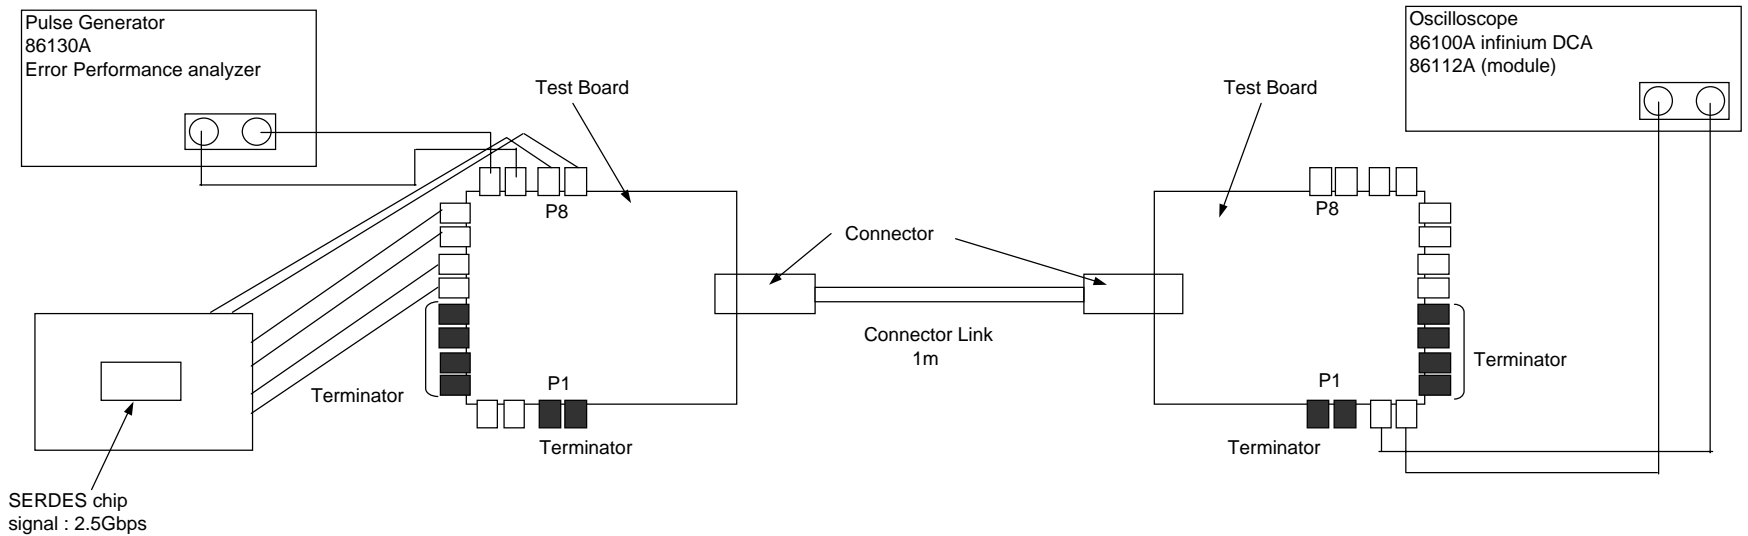 Pulse Generator
86130A
Error Performance analyzer
Oscilloscope
86100A infinium DCA
86112A (module)
Test Board
Test Board
P8
P8
Connector
Connector Link
1m
P1
Terminator
Terminator
P1
Terminator
Terminator
SERDES chip
signal : 2.5Gbps